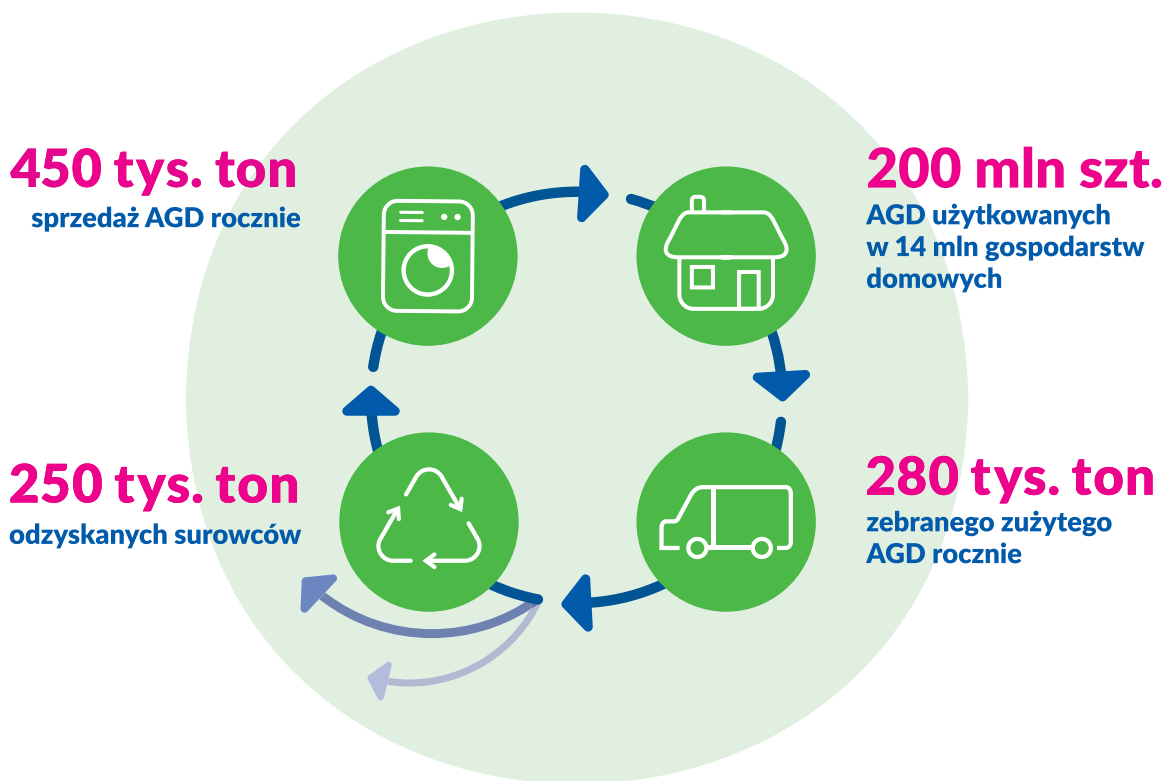 450 tys. ton
sprzedaż AGD rocznie
200 mln szt.
AGD użytkowanych
w 14 mln gospodarstw
domowych
250 tys. ton
odzyskanych surowców
280 tys. ton
zebranego zużytego
AGD rocznie